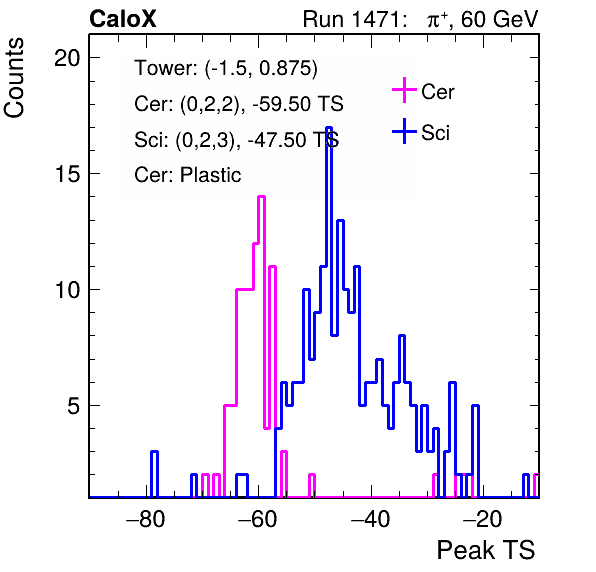 CaloX Run 1471: π⁺, 60 GeV
Counts
20
15
10
5
Tower: (-1.5, 0.875)
Cer: (0,2,2), -59.50 TS
Sci: (0,2,3), -47.50 TS
Cer: Plastic
Cer
Sci
−80 −60 −40 −20
Peak TS